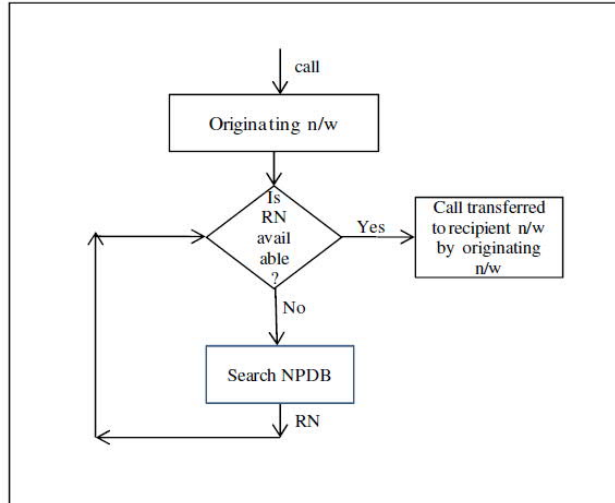 call
Originating n/w
Is
RN
avail
able
?
Yes
Call transferred
to recipient n/w
by originating
n/w
No
Search NPDB
RN